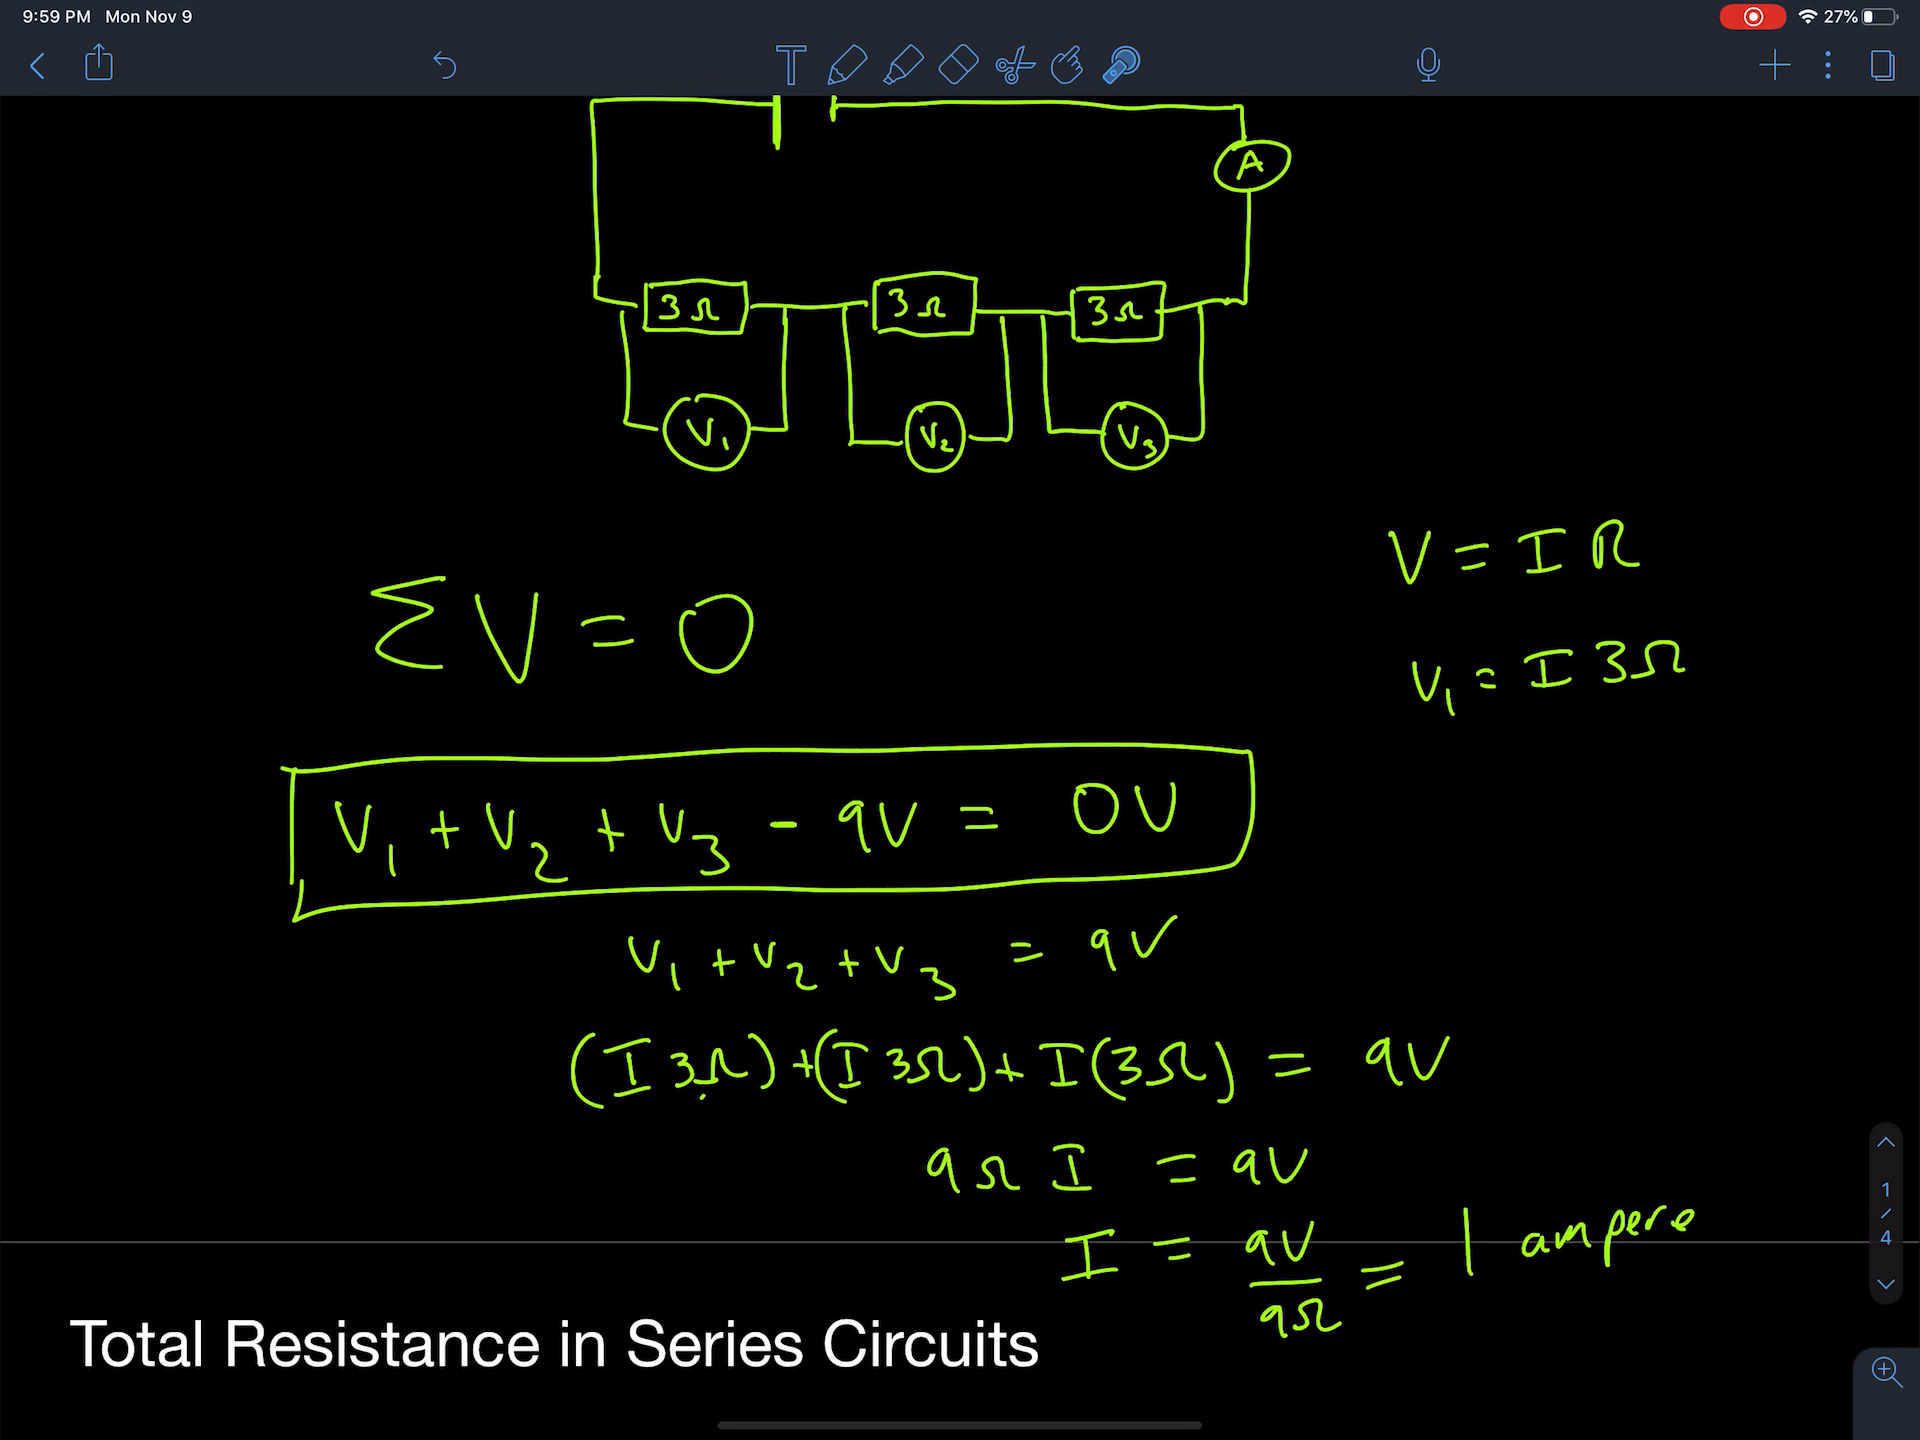 9:59 PM Mon Nov 9
27%
T
A
3Ω 3Ω 3Ω
V₁ V₂ V₃
V = I R
ΣV = 0
V₁ = I 3Ω
V₁ + V₂ + V₃ - 9V = 0V
V₁ + V₂ + V₃ = 9V
(I 3Ω) + (I 3Ω) + I(3Ω) = 9V
9Ω I = 9V
I = 9V/9Ω = 1 ampere
1
/
4
Total Resistance in Series Circuits